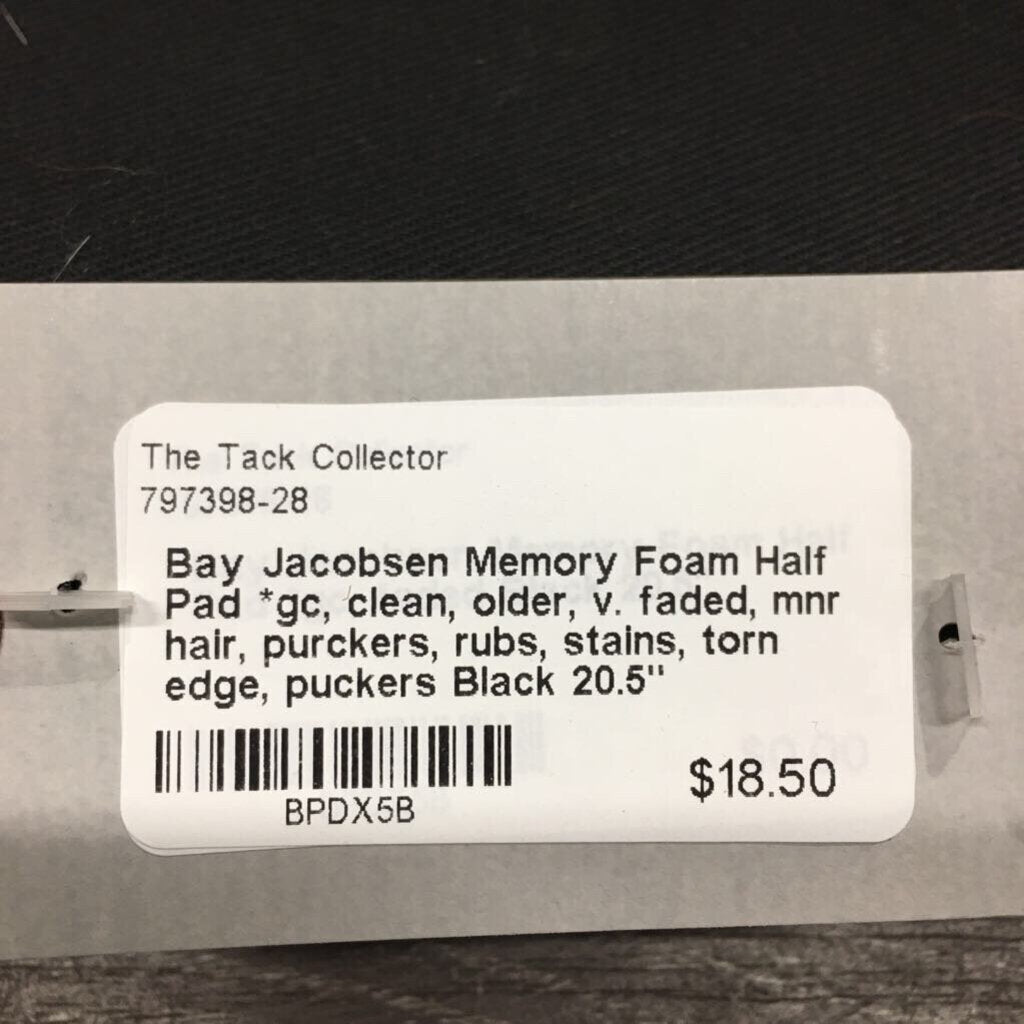 The Tack Collector
797398-28
Bay Jacobsen Memory Foam Half
Pad *gc, clean, older, v. faded, mnr
hair, purckers, rubs, stains, torn
edge, puckers Black 20.5"
BPDX5B
$18.50